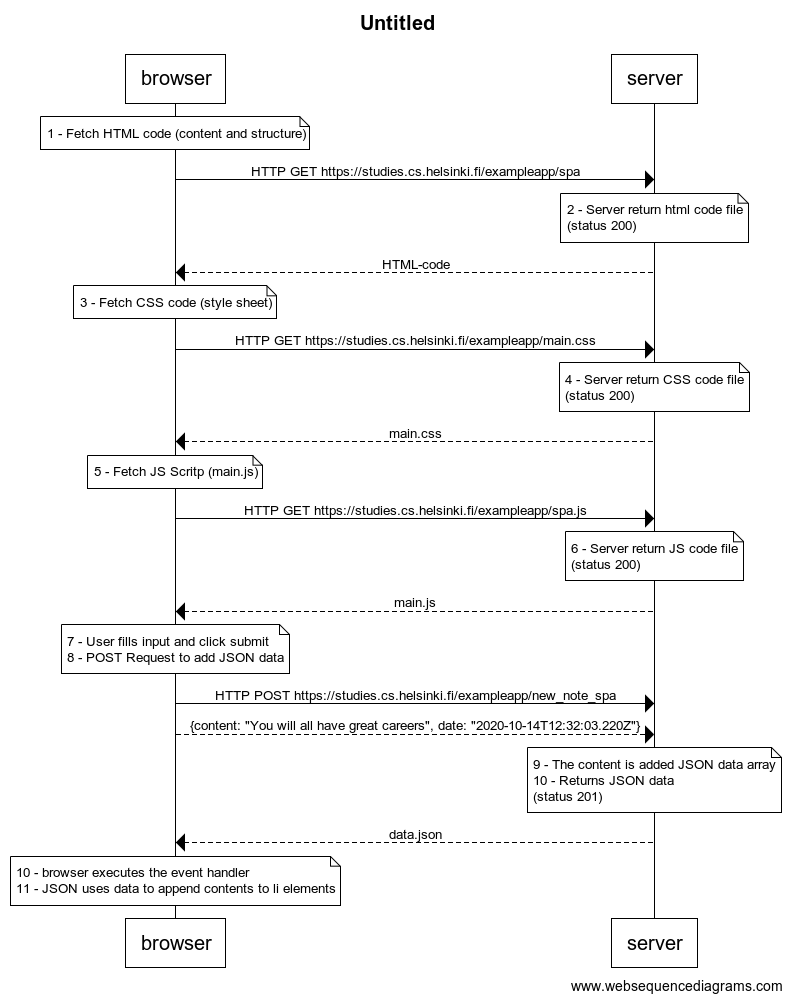 Untitled
browser
server
1 - Fetch HTML code (content and structure)
HTTP GET https://studies.cs.helsinki.fi/exampleapp/spa
2 - Server return html code file
(status 200)
HTML-code
3 - Fetch CSS code (style sheet)
HTTP GET https://studies.cs.helsinki.fi/exampleapp/main.css
4 - Server return CSS code file
(status 200)
main.css
5 - Fetch JS Scritp (main.js)
HTTP GET https://studies.cs.helsinki.fi/exampleapp/spa.js
6 - Server return JS code file
(status 200)
main.js
7 - User fills input and click submit
8 - POST Request to add JSON data
HTTP POST https://studies.cs.helsinki.fi/exampleapp/new_note_spa
{content: "You will all have great careers", date: "2020-10-14T12:32:03.220Z"}
9 - The content is added JSON data array
10 - Returns JSON data
(status 201)
data.json
10 - browser executes the event handler
11 - JSON uses data to append contents to li elements
browser
server
www.websequencediagrams.com